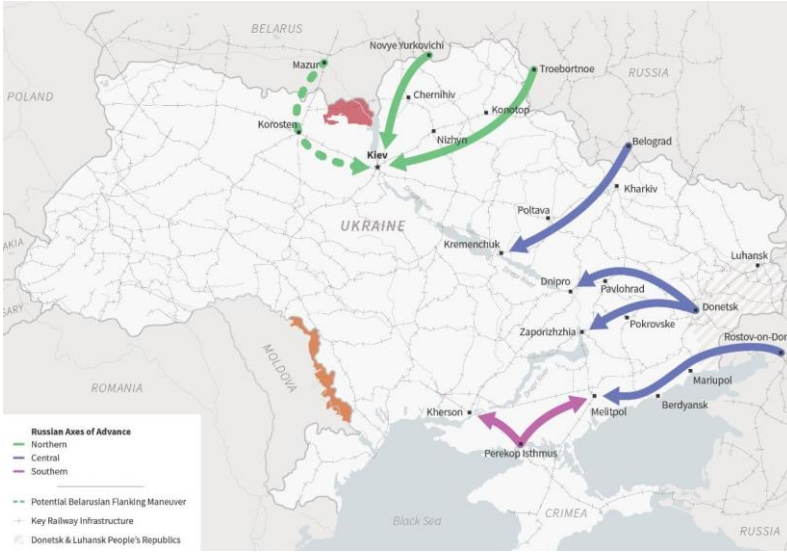 BELARUS
Novye Yurkovichi
Mazur
Troebortnoe
POLAND
RUSSIA
Chernihiv
Konotop
Korosten
Nizhyn
Kiev
Belograd
Kharkiv
UKRAINE
Poltava
Kremenchuk
Luhansk
Dnipro
Pavlohrad
Donetsk
Pokrovske
Zaporizhzhia
Rostov-on-Don
MOLDOVA
Mariupol
ROMANIA
Berdyansk
Melitpol
Kherson
Perekop Isthmus
Black Sea
CRIMEA
RUSSIA
Russian Axes of Advance
Northern
Central
Southern
Potential Belarusian Flanking Maneuver
Key Railway Infrastructure
Donetsk & Luhansk People's Republics